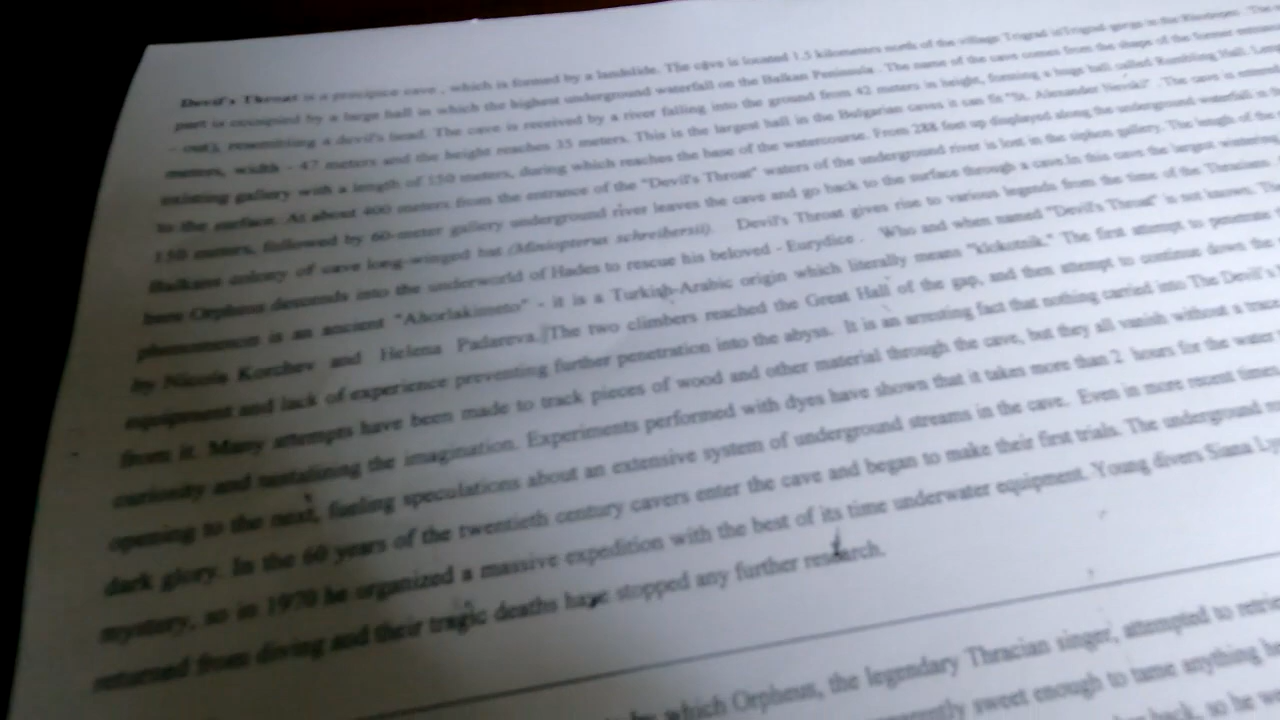 Devil's Throat is a precipice cave , which is formed by a landslide. The cave is located 1.5 kilometers north of the village Trigrad inTrigrad gorge in the Rhodopes. The
part is occupied by a large hall in which the highest underground waterfall on the Balkan Peninsula . The name of the cave comes from the shape of the former
– out), resembling a devil's head. The cave is received by a river falling into the ground from 42 meters in height, forming a huge hall called Rumbling Hall.
meters, width - 47 meters and the height reaches 35 meters. This is the largest hall in the Bulgarian caves it can fit "St. Alexander Nevski" . The cave is
existing gallery with a length of 150 meters, during which reaches the base of the watercourse. From 288 feet up displayed along the underground waterfall
to the surface. At about 400 meters from the entrance of the "Devil's Throat" waters of the underground river is lost in the siphon gallery. The length of the
150 meters, followed by 60-meter gallery underground river leaves the cave and go back to the surface through a cave.In this cave the largest wintering
Balkans colony of cave long-winged bat (Miniopterus schreibersii). Devil's Throat gives rise to various legends from the time of the Thracians.
here Orpheus descends into the underworld of Hades to rescue his beloved - Eurydice . Who and when named "Devil's Throat" is not known. The
phenomenon is an ancient - it is a Turkish-Arabic origin which literally means "klokotnik." The first attempt to penetrate
by Nicola Korchev and Helena Padareva. The two climbers reached the Great Hall of the gap, and then attempt to continue down the
equipment and lack of experience preventing further penetration into the abyss. It is an arresting fact that nothing carried into The Devil's
from it. Many attempts have been made to track pieces of wood and other material through the cave, but they all vanish without a trace
curiosity and sustaining the imagination. Experiments performed with dyes have shown that it takes more than 2 hours for the water
opening to the next, fueling speculations about an extensive system of underground streams in the cave. Even in more recent times
dark glory. In the 60 years of the twentieth century cavers enter the cave and began to make their first trials. The underground
mystery, so in 1970 he organized a massive expedition with the best of its time underwater equipment. Young divers Siana
returned from diving and their tragic deaths have stopped any further research.
by which Orpheus, the legendary Thracian singer, attempted to
sweet enough to tame anything he
so he